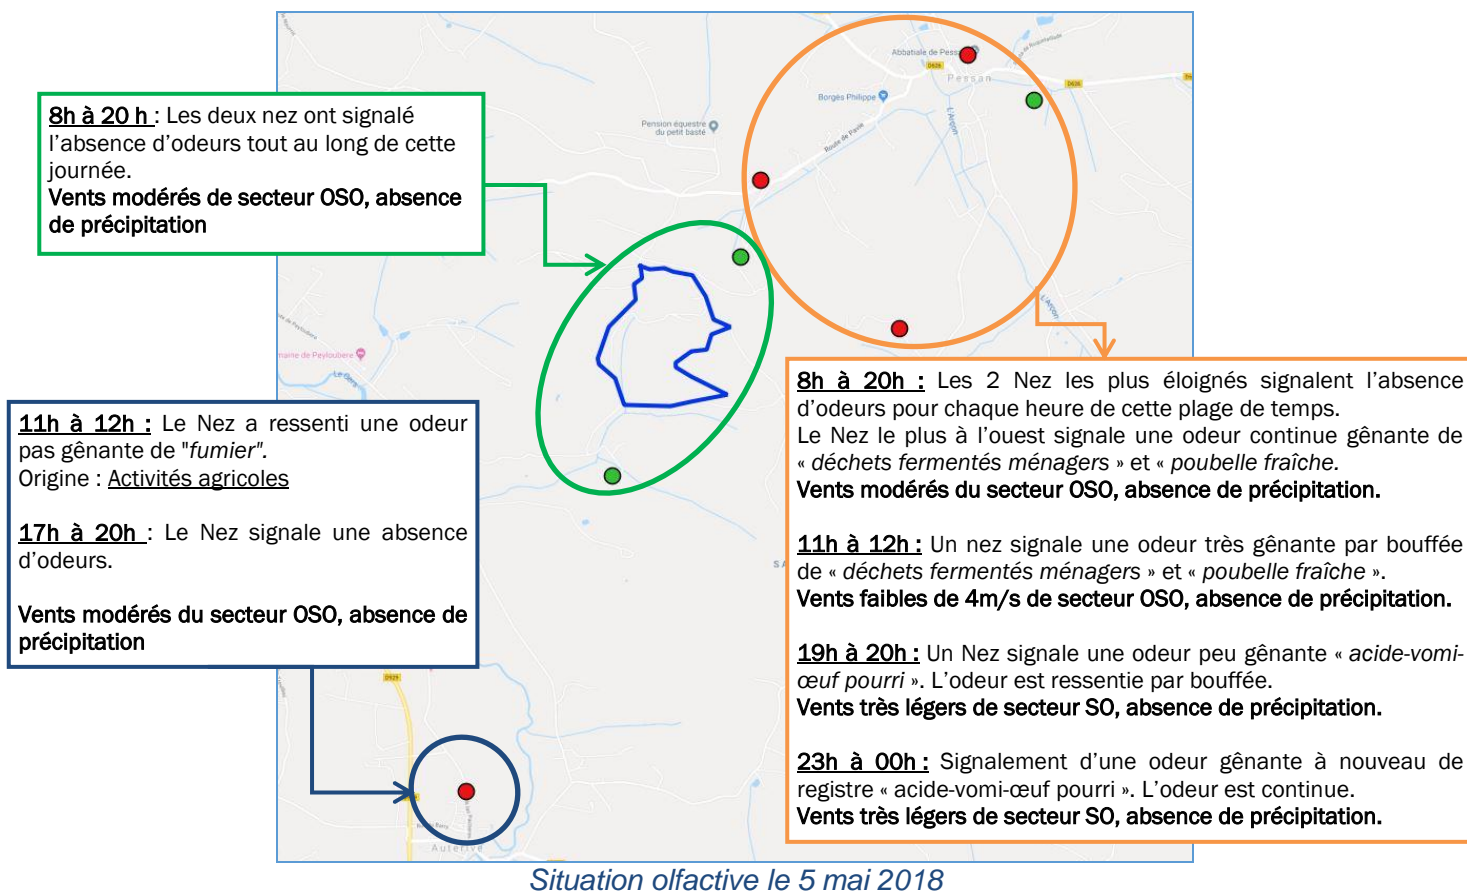 Abbatiale de Pess
D626
Pessan
D626
Borgès Philippe
Pension équestre
du petit basté
Route de Pavie
L'Arçon
L'Arçon
8h à 20 h : Les deux nez ont signalé
l'absence d'odeurs tout au long de cette
journée.
Vents modérés de secteur OSO, absence
de précipitation
maine de Peyloubère
Le Gers
11h à 12h : Le Nez a ressenti une odeur
pas gênante de "fumier".
Origine : Activités agricoles
17h à 20h : Le Nez signale une absence
d'odeurs.
Vents modérés du secteur OSO, absence de
précipitation
8h à 20h : Les 2 Nez les plus éloignés signalent l'absence
d'odeurs pour chaque heure de cette plage de temps.
Le Nez le plus à l'ouest signale une odeur continue gênante de
« déchets fermentés ménagers » et « poubelle fraîche.
Vents modérés du secteur OSO, absence de précipitation.
11h à 12h : Un nez signale une odeur très gênante par bouffée
de « déchets fermentés ménagers » et « poubelle fraîche ».
Vents faibles de 4m/s de secteur OSO, absence de précipitation.
19h à 20h : Un Nez signale une odeur peu gênante « acide-vomi-
œuf pourri ». L'odeur est ressentie par bouffée.
Vents très légers de secteur SO, absence de précipitation.
23h à 00h : Signalement d'une odeur gênante à nouveau de
registre « acide-vomi-œuf pourri ». L'odeur est continue.
Vents très légers de secteur SO, absence de précipitation.
D929
Auterive
Situation olfactive le 5 mai 2018